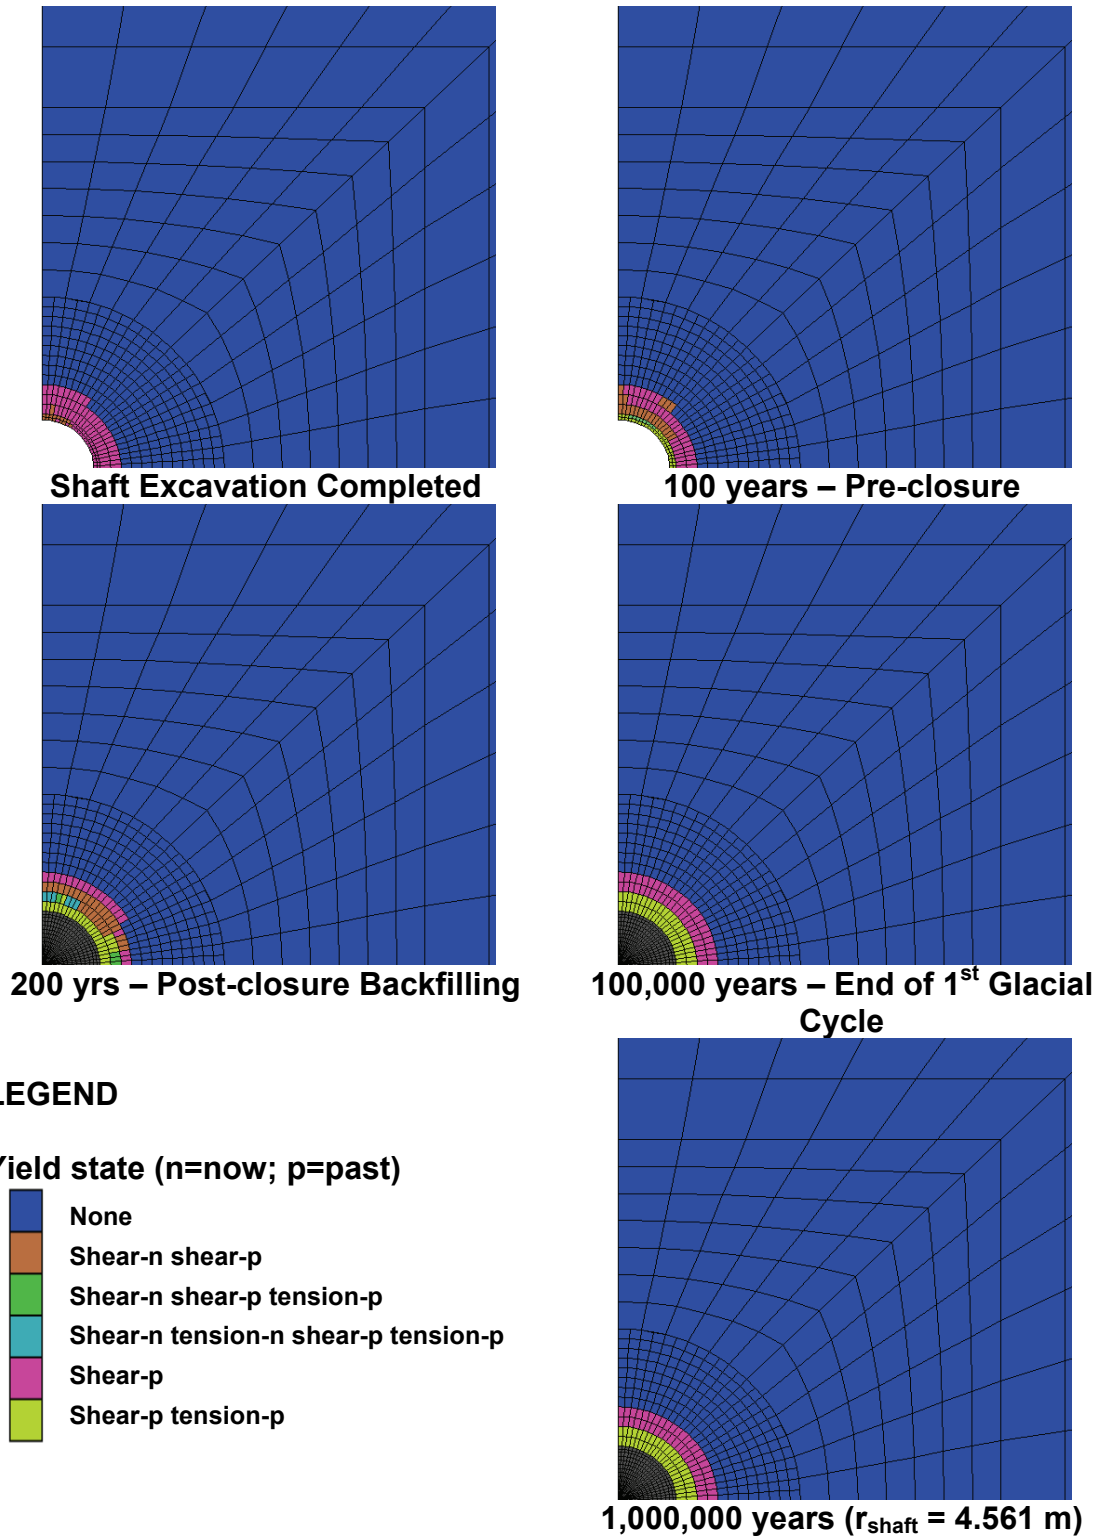 Shaft Excavation Completed
100 years – Pre-closure
200 yrs – Post-closure Backfilling
100,000 years – End of 1st Glacial
Cycle
LEGEND
Yield state (n=now; p=past)
None
Shear-n shear-p
Shear-n shear-p tension-p
Shear-n tension-n shear-p tension-p
Shear-p
Shear-p tension-p
1,000,000 years (rshaft = 4.561 m)